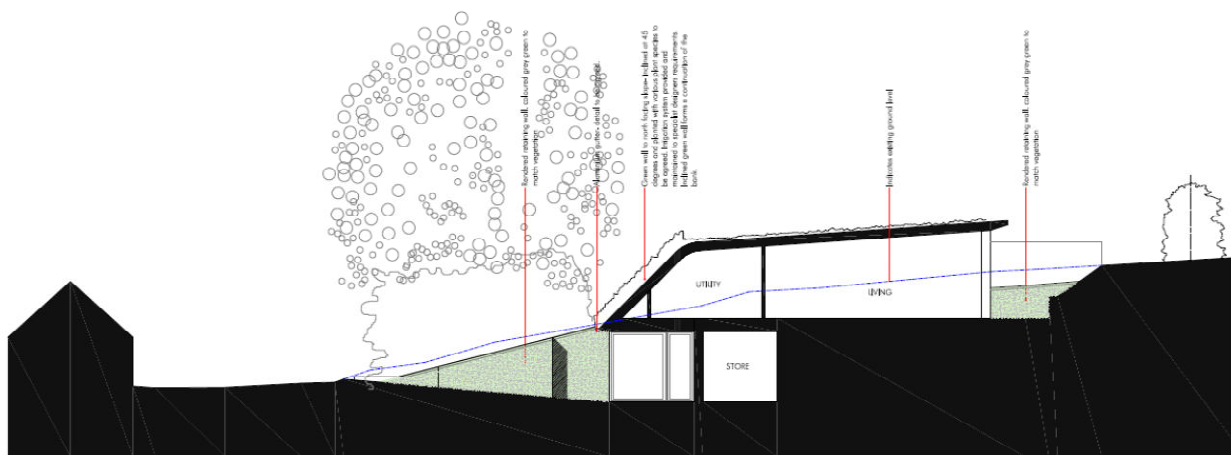 Rendered retaining wall, coloured grey green to
match vegetation
gutter- detail to
Green wall to north facing slope- inclined at 45
degrees and planted with various plant species to
be agreed. Irrigation system provided and
maintained to specialist designers requirements
Inclined green wall forms a continuation of the
bank.
Indicates existing ground level
Rendered retaining wall, coloured grey green to
match vegetation
UTILITY
LIVING
STORE